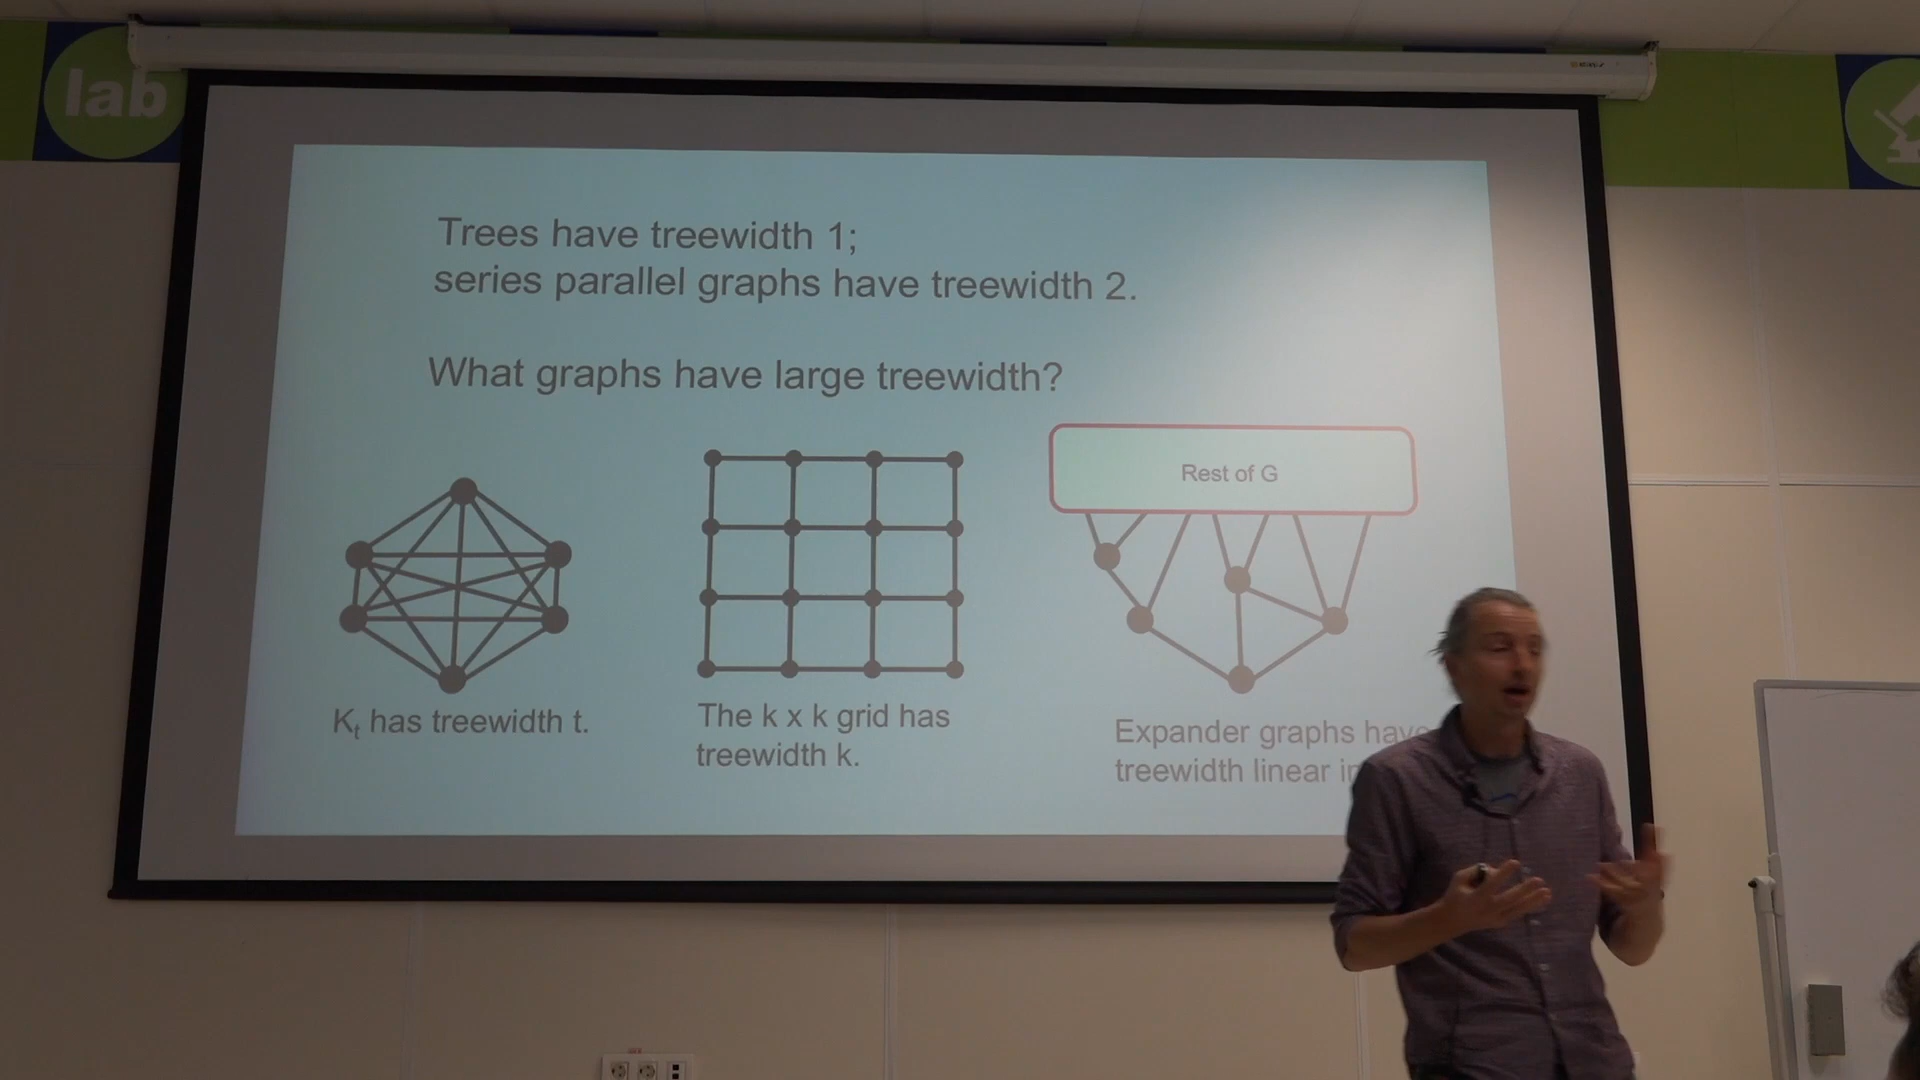 lab
Trees have treewidth 1;
series parallel graphs have treewidth 2.
What graphs have large treewidth?
Rest of G
Kt has treewidth t.
The k x k grid has
treewidth k.
Expander graphs have
treewidth linear in